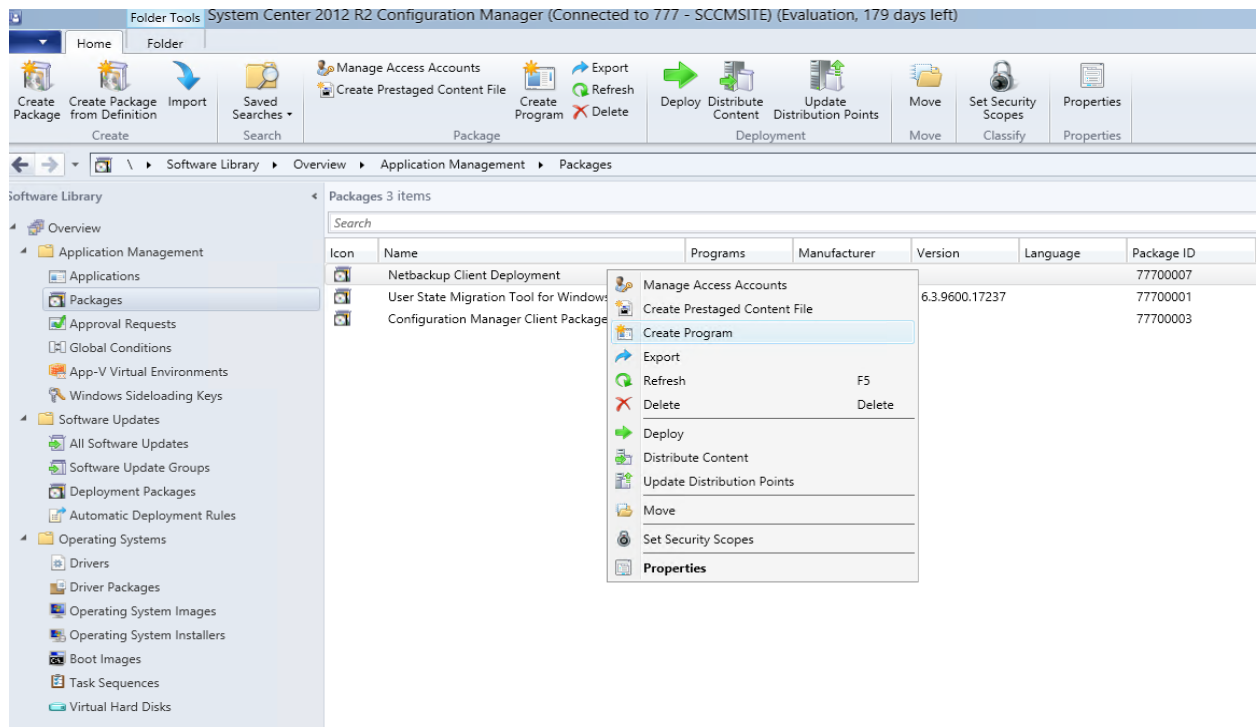 Folder Tools System Center 2012 R2 Configuration Manager (Connected to 777 - SCCMSITE) (Evaluation, 179 days left)
Home Folder
Create Package
Create Package from Definition
Import
Saved Searches
Manage Access Accounts
Create Prestaged Content File
Create Program
Export
Refresh
Delete
Deploy
Distribute Content
Update Distribution Points
Move
Set Security Scopes
Properties
Create Search Package Deployment Move Classify Properties
\ Software Library Overview Application Management Packages
Software Library
Overview
Application Management
Applications
Packages
Approval Requests
Global Conditions
App-V Virtual Environments
Windows Sideloading Keys
Software Updates
All Software Updates
Software Update Groups
Deployment Packages
Automatic Deployment Rules
Operating Systems
Drivers
Driver Packages
Operating System Images
Operating System Installers
Boot Images
Task Sequences
Virtual Hard Disks
Packages 3 items
Search
Icon Name Programs Manufacturer Version Language Package ID
Netbackup Client Deployment 77700007
User State Migration Tool for Windows 6.3.9600.17237 77700001
Configuration Manager Client Package 77700003
Manage Access Accounts
Create Prestaged Content File
Create Program
Export
Refresh F5
Delete Delete
Deploy
Distribute Content
Update Distribution Points
Move
Set Security Scopes
Properties